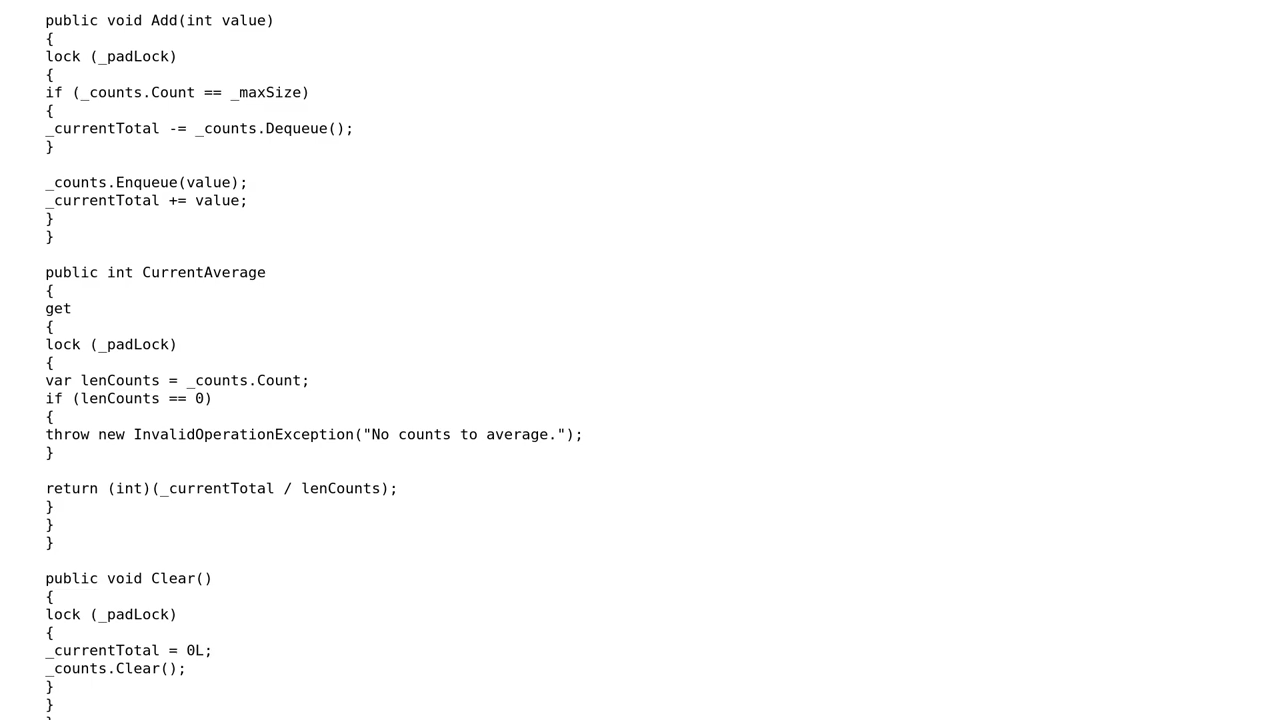 public void Add(int value)
{
lock (_padLock)
{
if (_counts.Count == _maxSize)
{
_currentTotal -= _counts.Dequeue();
}

_counts.Enqueue(value);
_currentTotal += value;
}
}

public int CurrentAverage
{
get
{
lock (_padLock)
{
var lenCounts = _counts.Count;
if (lenCounts == 0)
{
throw new InvalidOperationException("No counts to average.");
}

return (int)(_currentTotal / lenCounts);
}
}
}

public void Clear()
{
lock (_padLock)
{
_currentTotal = 0L;
_counts.Clear();
}
}
}